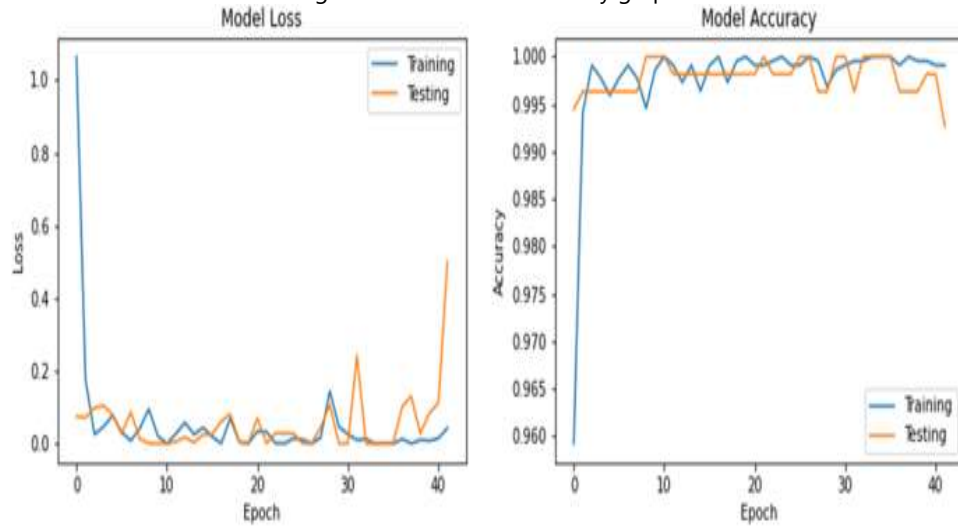 Model Loss
Training
Testing
1.0
0.8
0.6
0.4
0.2
0.0
Loss
0 10 20 30 40
Epoch
Model Accuracy
1.000
0.995
0.990
0.985
0.980
0.975
0.970
0.965
0.960
Accuracy
Training
Testing
0 10 20 30 40
Epoch